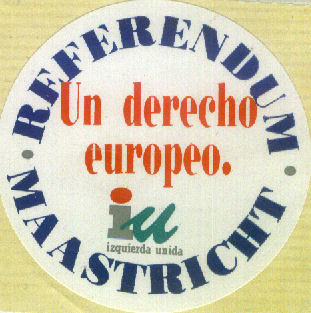 REFERENDUM
Un derecho
europeo.
iu
izquierda unida
MAASTRICHT